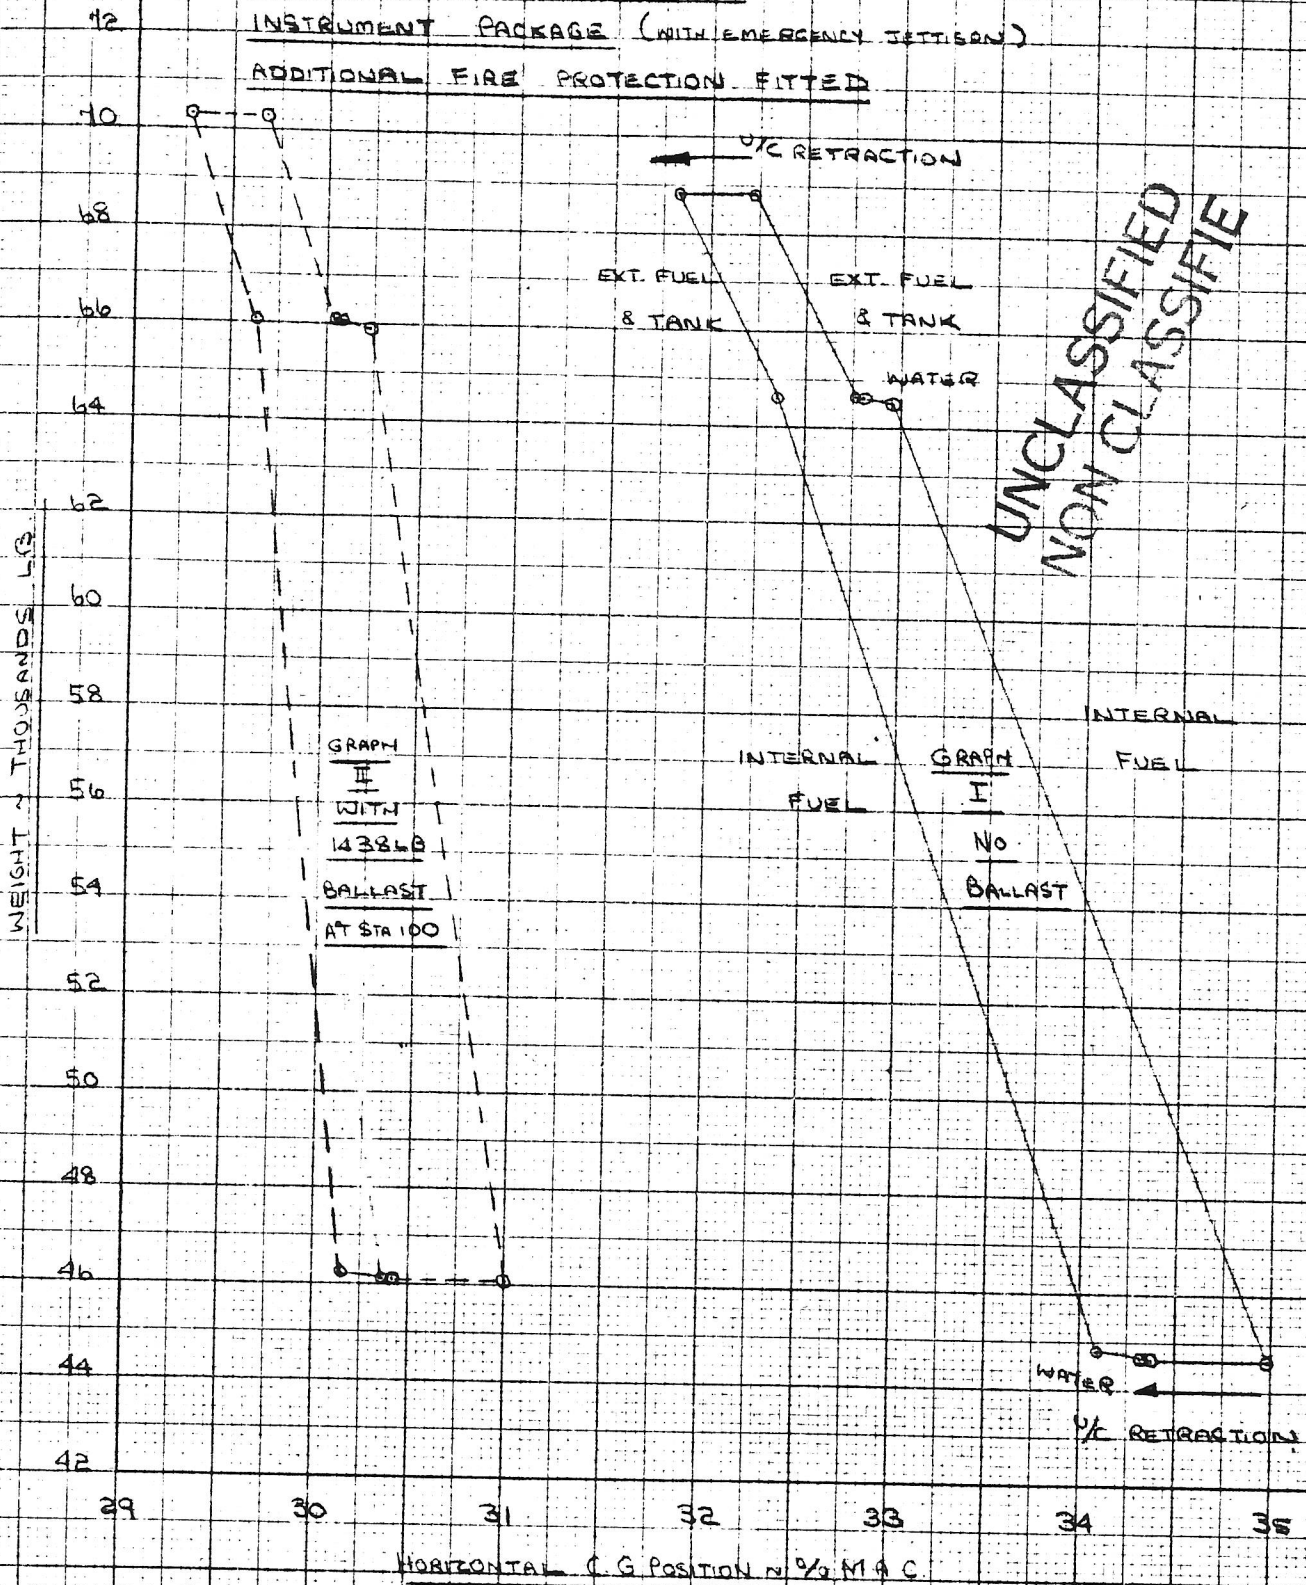 72
INSTRUMENT PACKAGE (WITH EMERGENCY JETTISON)
ADDITIONAL FIRE PROTECTION FITTED
70
U/C RETRACTION
68
EXT. FUEL
& TANK
EXT. FUEL
& TANK
66
WATER
64
UNCLASSIFIED
NON CLASSIFIE
62
WEIGHT ~ THOUSANDS LB
60
58
INTERNAL
FUEL
INTERNAL
FUEL
GRAPH
I
NO
BALLAST
GRAPH
II
WITH
1438 LB
BALLAST
AT STA 100
56
54
52
50
48
46
44
WATER
U/C RETRACTION
42
29 30 31 32 33 34 35
HORIZONTAL C.G POSITION ~ % M A C